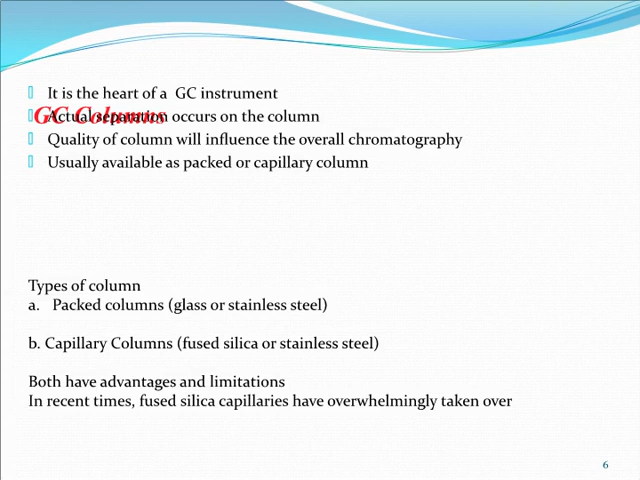 It is the heart of a GC instrument
GC Columns
Actual separation occurs on the column
Quality of column will influence the overall chromatography
Usually available as packed or capillary column
Types of column
a. Packed columns (glass or stainless steel)
b. Capillary Columns (fused silica or stainless steel)
Both have advantages and limitations
In recent times, fused silica capillaries have overwhelmingly taken over
6